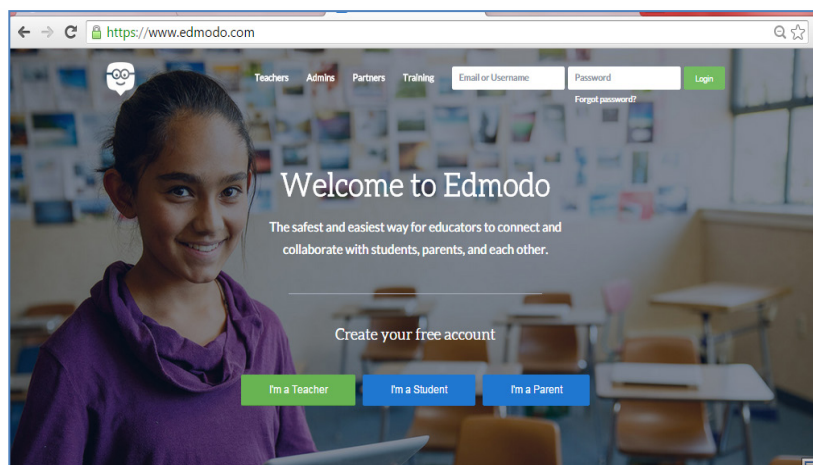 https://www.edmodo.com
Teachers Admins Partners Training Email or Username Password Login
Forgot password?
Welcome to Edmodo
The safest and easiest way for educators to connect and
collaborate with students, parents, and each other.
Create your free account
I'm a Teacher I'm a Student I'm a Parent